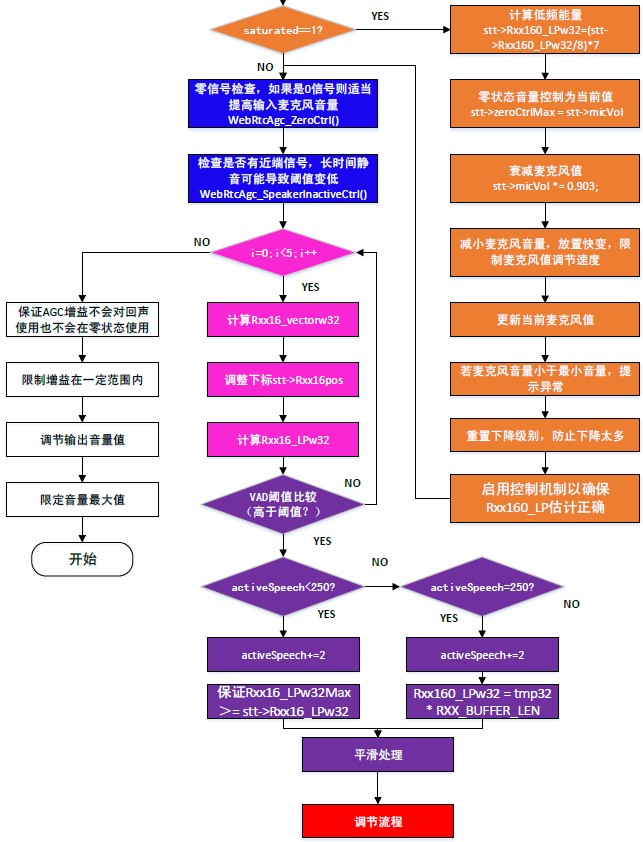 saturated==1?
YES
NO
计算低频能量
stt->Rxx16_LPw32=(stt-
>Rxx160_LPw32/8)*7
零状态音量控制为当前值
stt->zeroCtrlMax = stt->micVol
衰减麦克风值
stt->micVol *= 0.903;
减小麦克风音量，放置快变，限
制麦克风值调节速度
更新当前麦克风值
若麦克风音量小于最小音量，提
示异常
重置下降级别，防止下降太多
启用控制机制以确保
Rxx160_LP估计正确
零信号检查，如果是0信号则适当
提高输入麦克风音量
WebRtcAgc_ZeroCtrl()
检查是否有近端信号，长时间静
音可能导致阈值变低
WebRtcAgc_SpeakerInactiveCtrl()
i=0;i<5;i++
NO
YES
保证AGC增益不会对回声
使用也不会在零状态使用
限制增益在一定范围内
调节输出音量值
限定音量最大值
开始
计算Rxx16_vectorw32
调整下标stt->Rxx16pos
计算Rxx16_LPw32
VAD阈值比较
（高于阈值？）
NO
YES
activeSpeech<250?
NO
activeSpeech=250?
YES
YES
NO
activeSpeech+=2
activeSpeech+=2
保证Rxx16_LPw32Max
＞= stt->Rxx16_LPw32
Rxx160_LPw32 = tmp32
* RXX_BUFFER_LEN
平滑处理
调节流程